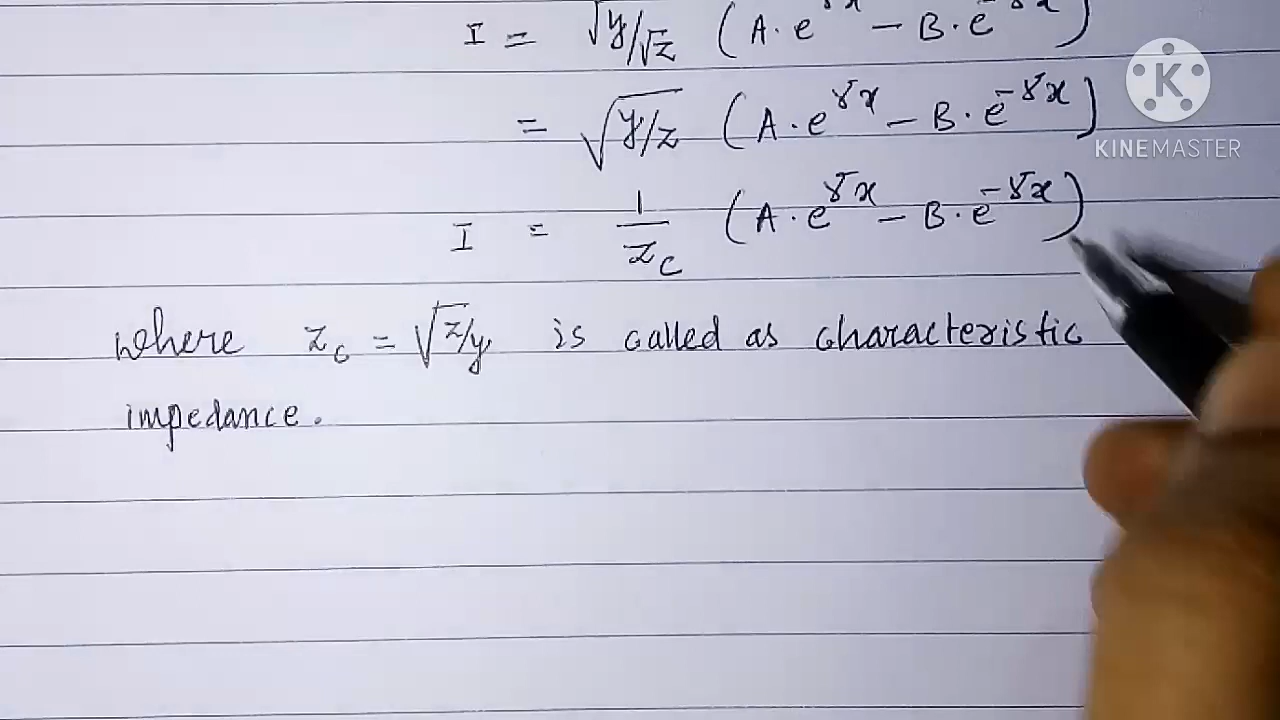 I = √y/√z (A·e^γx − B·e^-γx)
= √y/z (A·e^γx − B·e^-γx)
K
KINEMASTER
I = 1/Zc (A·e^γx − B·e^-γx)
where Zc = √z/y is called as characteristic
impedance.